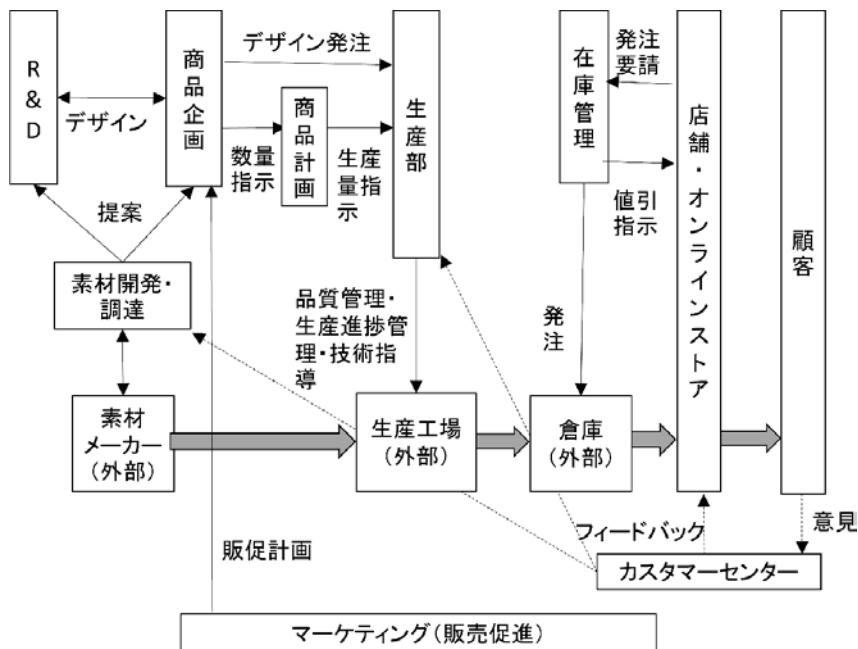 R&D
デザイン
商品企画
デザイン発注
数量
指示
商品計画
生産
量指
示
生産部
在庫管理
発注
要請
値引
指示
店舗・オンラインストア
顧客
提案
素材開発・
調達
品質管理・
生産進捗管
理・技術指
導
発注
素材
メーカー
(外部)
生産工場
(外部)
倉庫
(外部)
販促計画
フィードバック
意見
カスタマーセンター
マーケティング(販売促進)